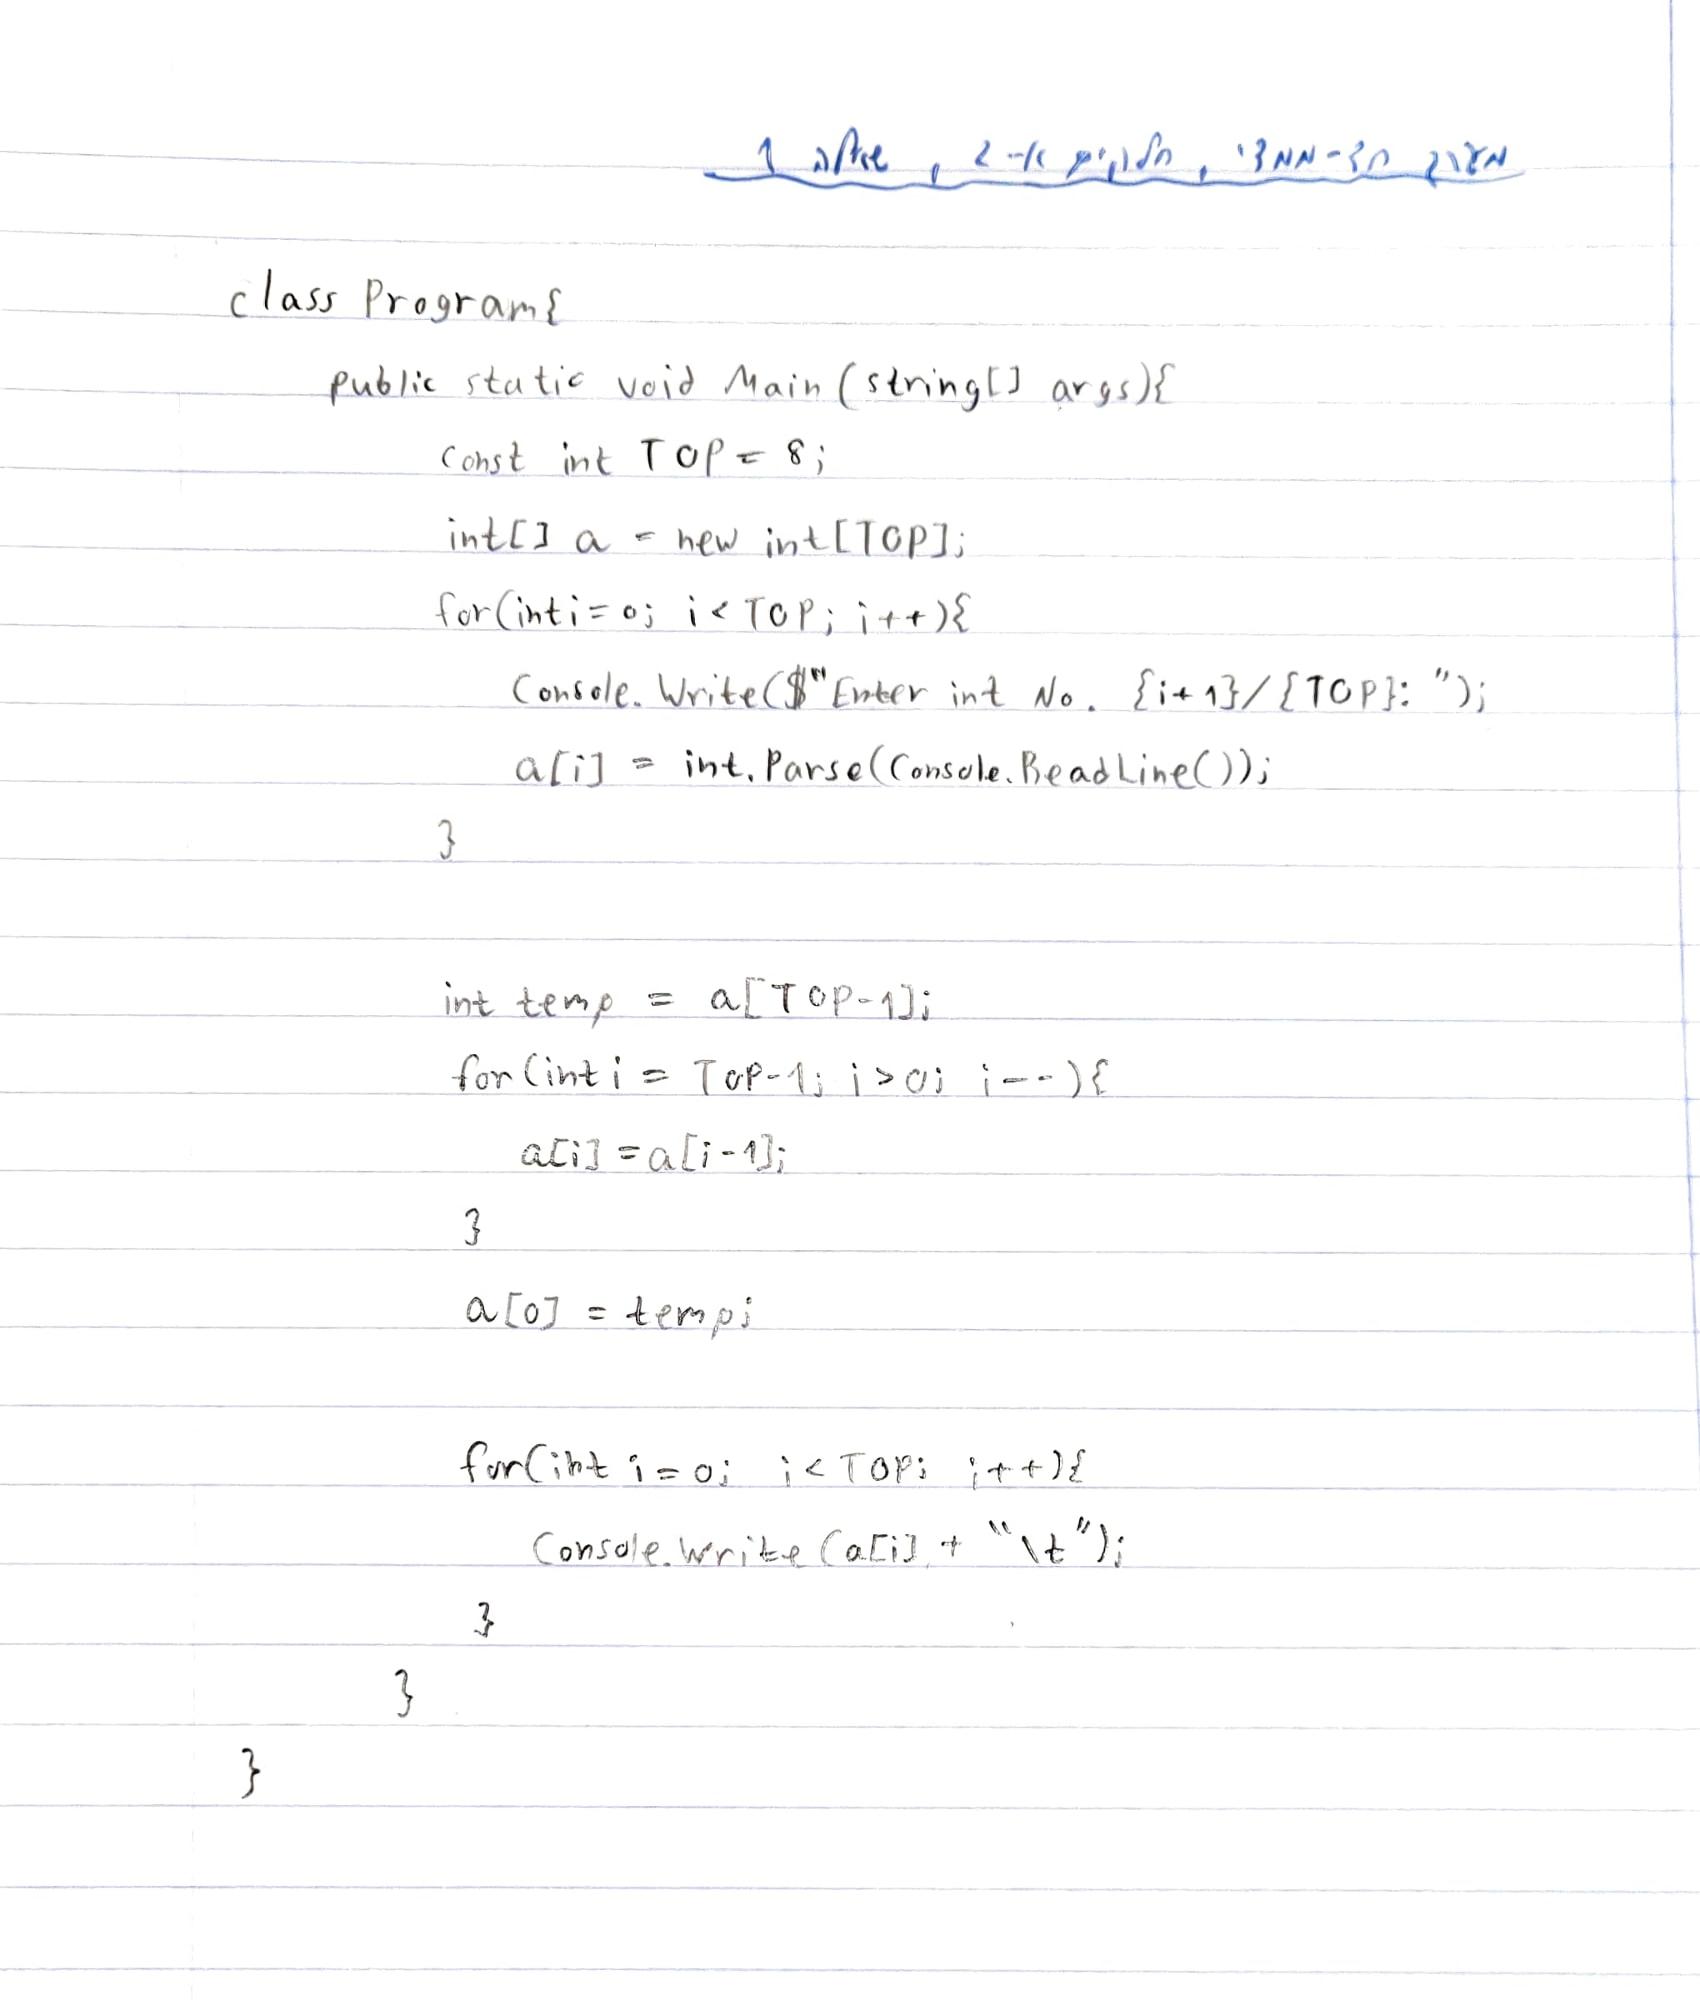 מערך חד-ממדי, תלמים א-2, שאלה 1
class Program{
public static void Main (string[] args){
const int TOP = 8;
int[] a = new int[TOP];
for(int i = 0; i < TOP; i++){
Console.Write($"Enter int No. {i+1}/{TOP}: ");
a[i] = int.Parse(Console.ReadLine());
}
int temp = a[TOP-1];
for(int i = TOP-1; i>0; i--){
a[i] = a[i-1];
}
a[0] = temp;
for(int i = 0; i < TOP; i++){
Console.Write(a[i] + "\t");
}
}
}